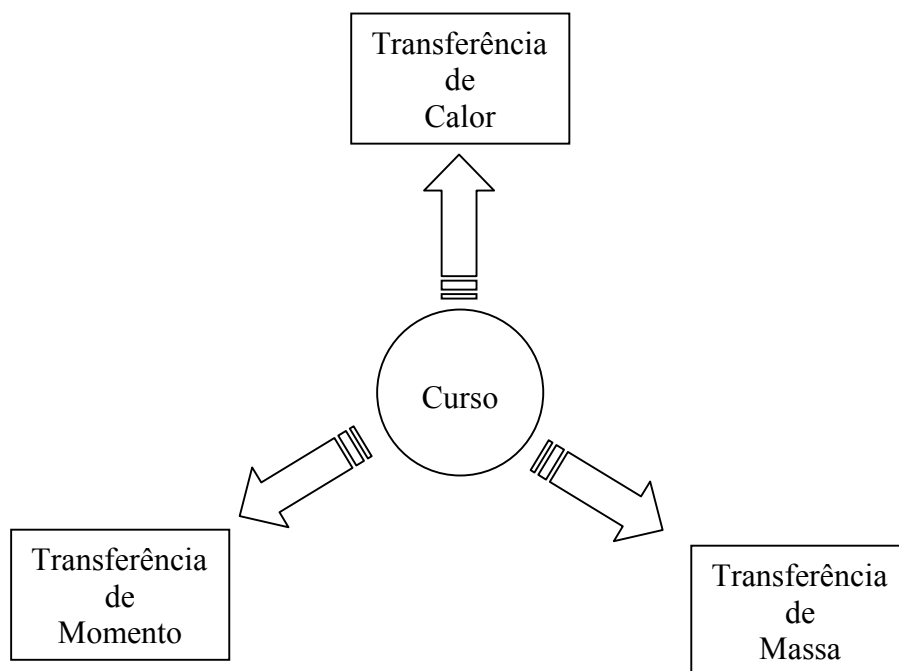 Transferência
de
Calor
Curso
Transferência
de
Momento
Transferência
de
Massa